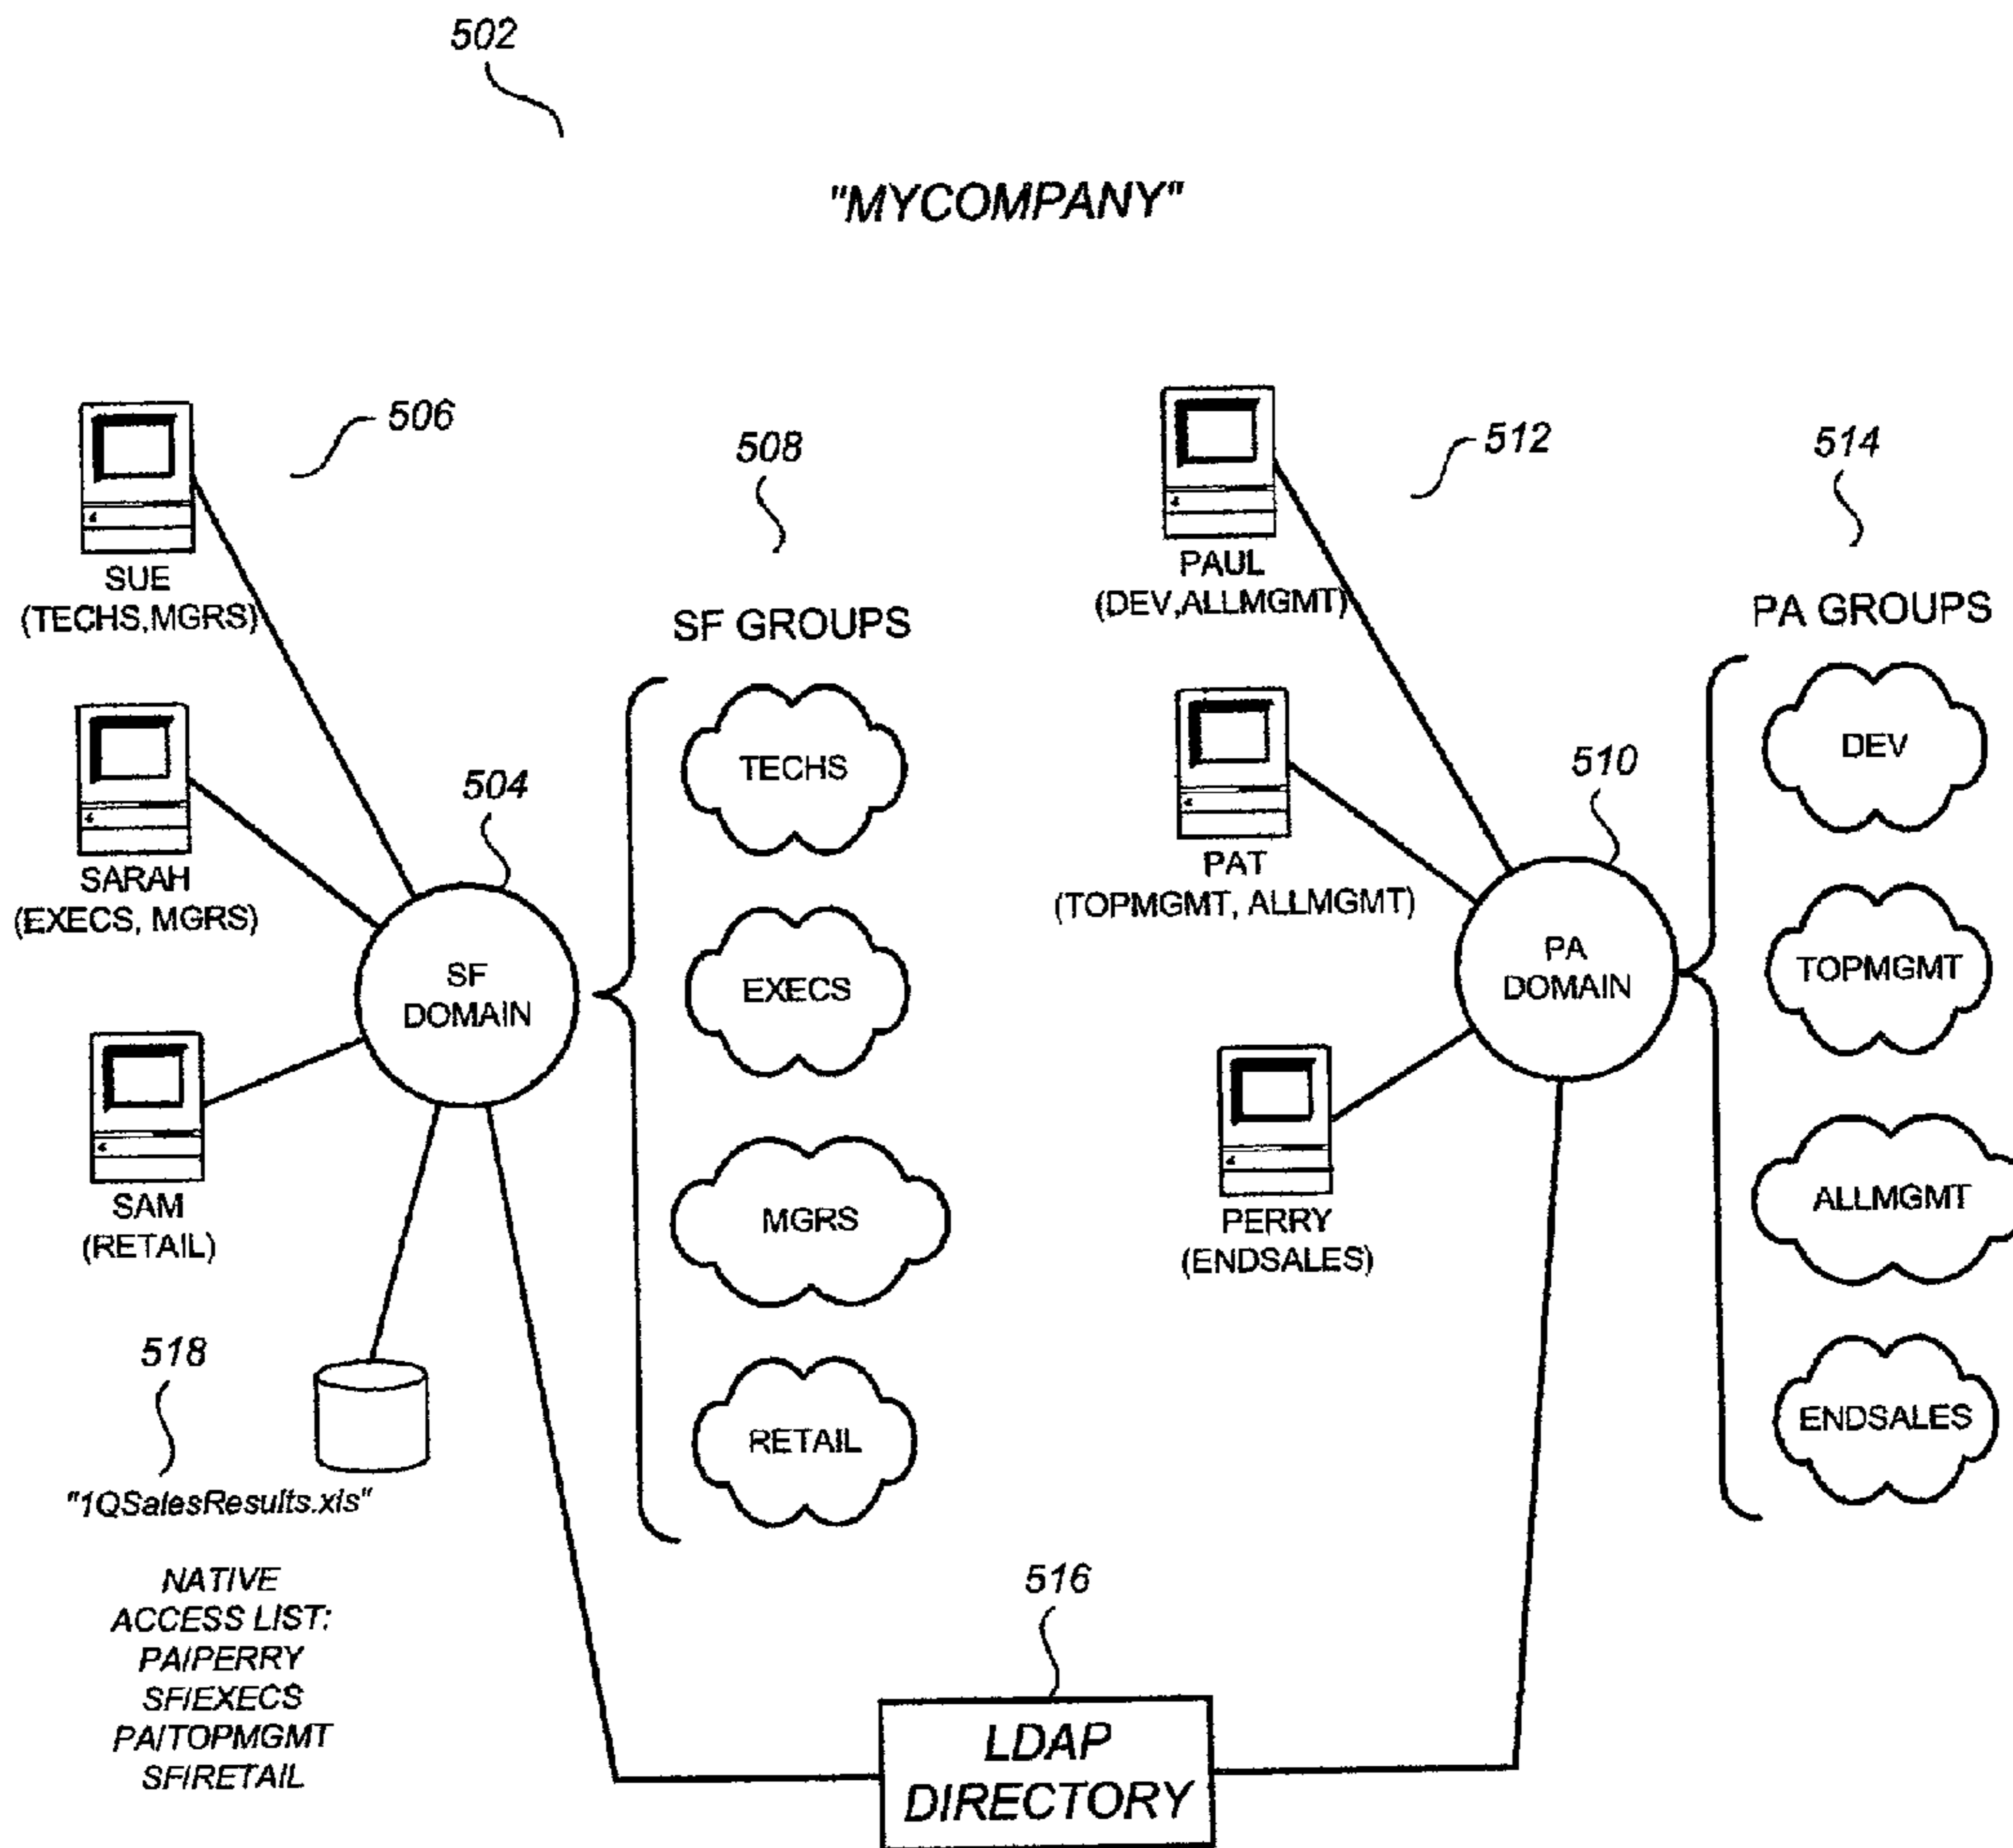 502
"MYCOMPANY"
506
508
512
514
SUE
(TECHS,MGRS)
SF GROUPS
PAUL
(DEV,ALLMGMT)
PA GROUPS
SARAH
(EXECS, MGRS)
504
TECHS
PAT
(TOPMGMT, ALLMGMT)
510
DEV
SF
DOMAIN
EXECS
PA
DOMAIN
TOPMGMT
SAM
(RETAIL)
MGRS
PERRY
(ENDSALES)
ALLMGMT
518
RETAIL
ENDSALES
"1QSalesResults.xls"
NATIVE
ACCESS LIST:
PA/PERRY
SF/EXECS
PA/TOPMGMT
SF/RETAIL
516
LDAP
DIRECTORY